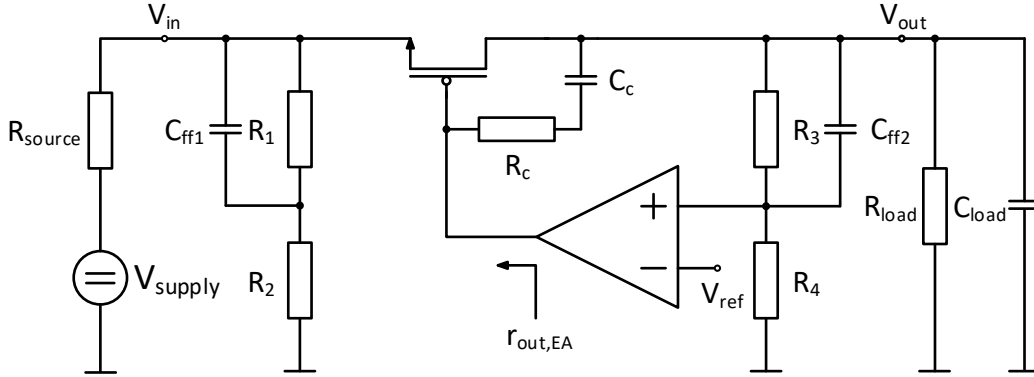 V_in
V_out
R_source
C_ff1
R_1
C_c
R_c
R_3
C_ff2
R_load
C_load
V_supply
R_2
+
−
V_ref
R_4
r_out,EA